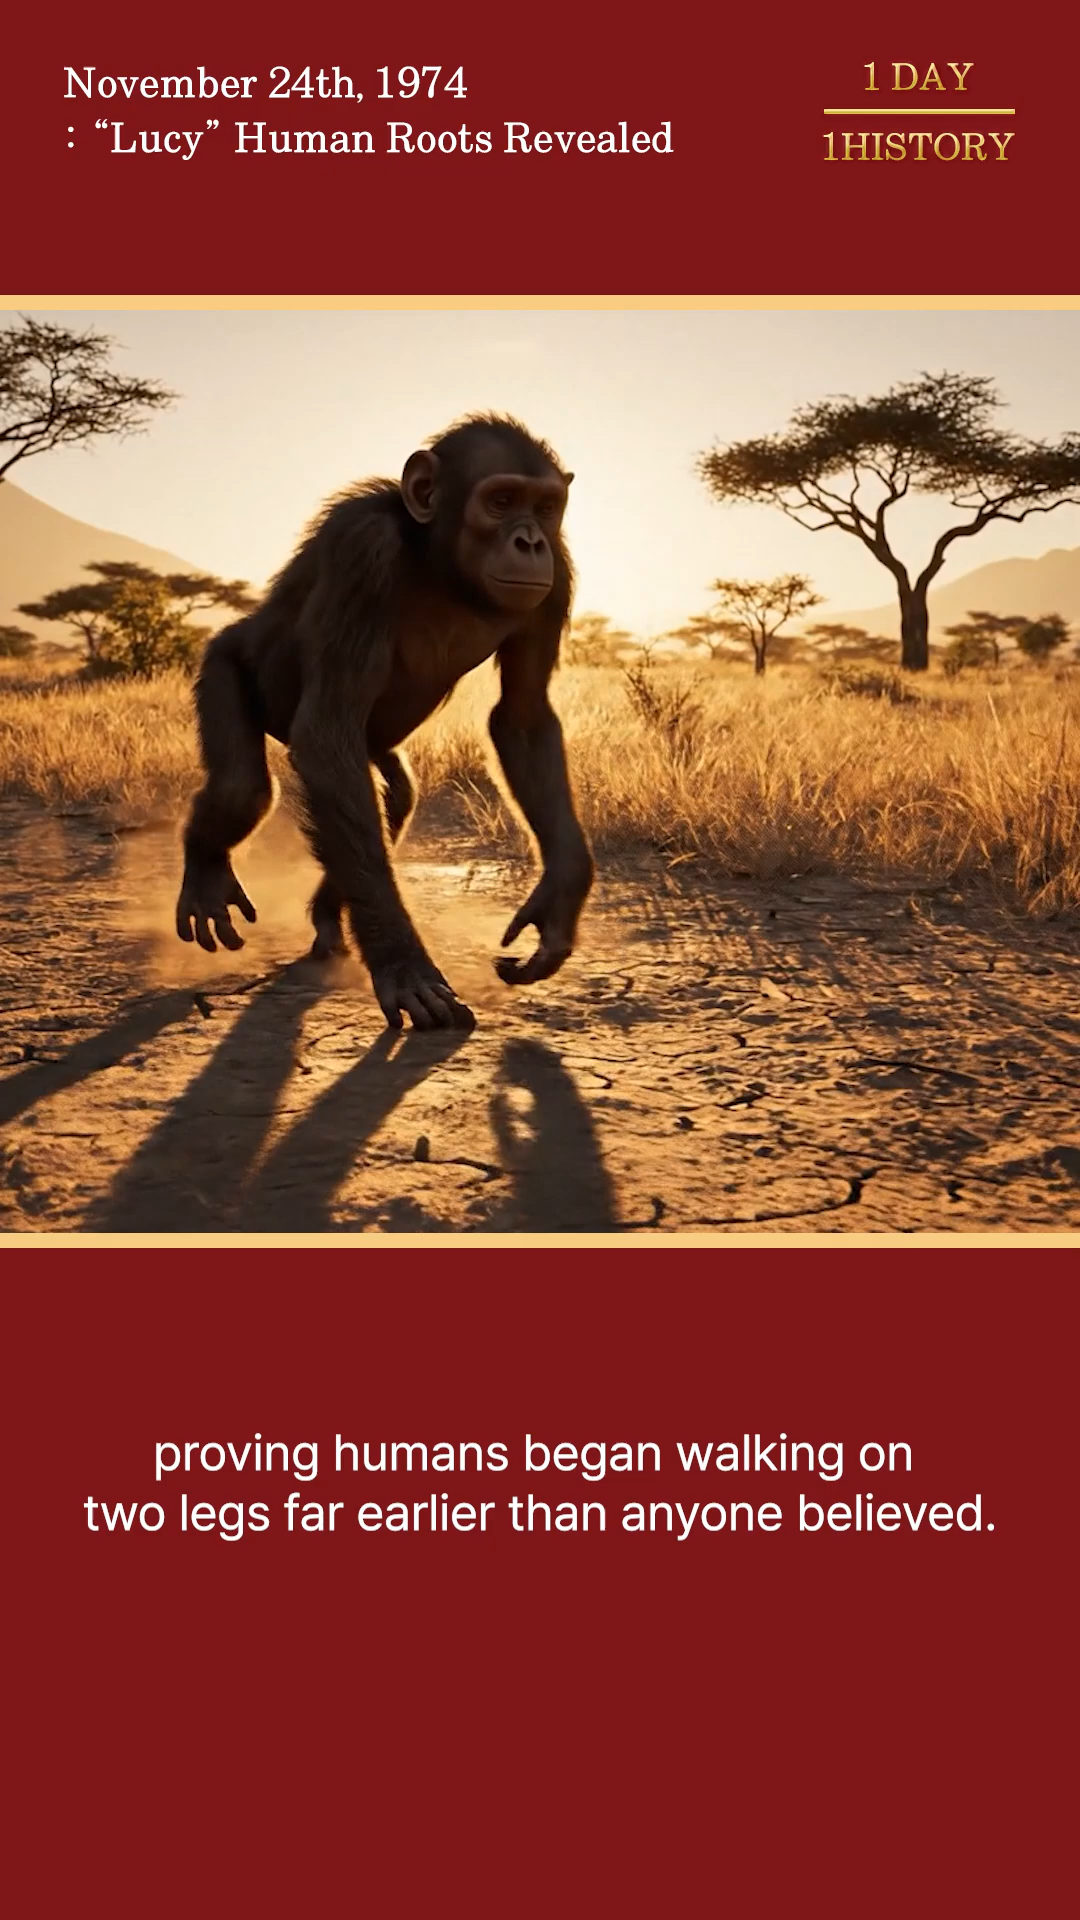 November 24th, 1974
: “Lucy” Human Roots Revealed
1 DAY
1HISTORY
proving humans began walking on
two legs far earlier than anyone believed.